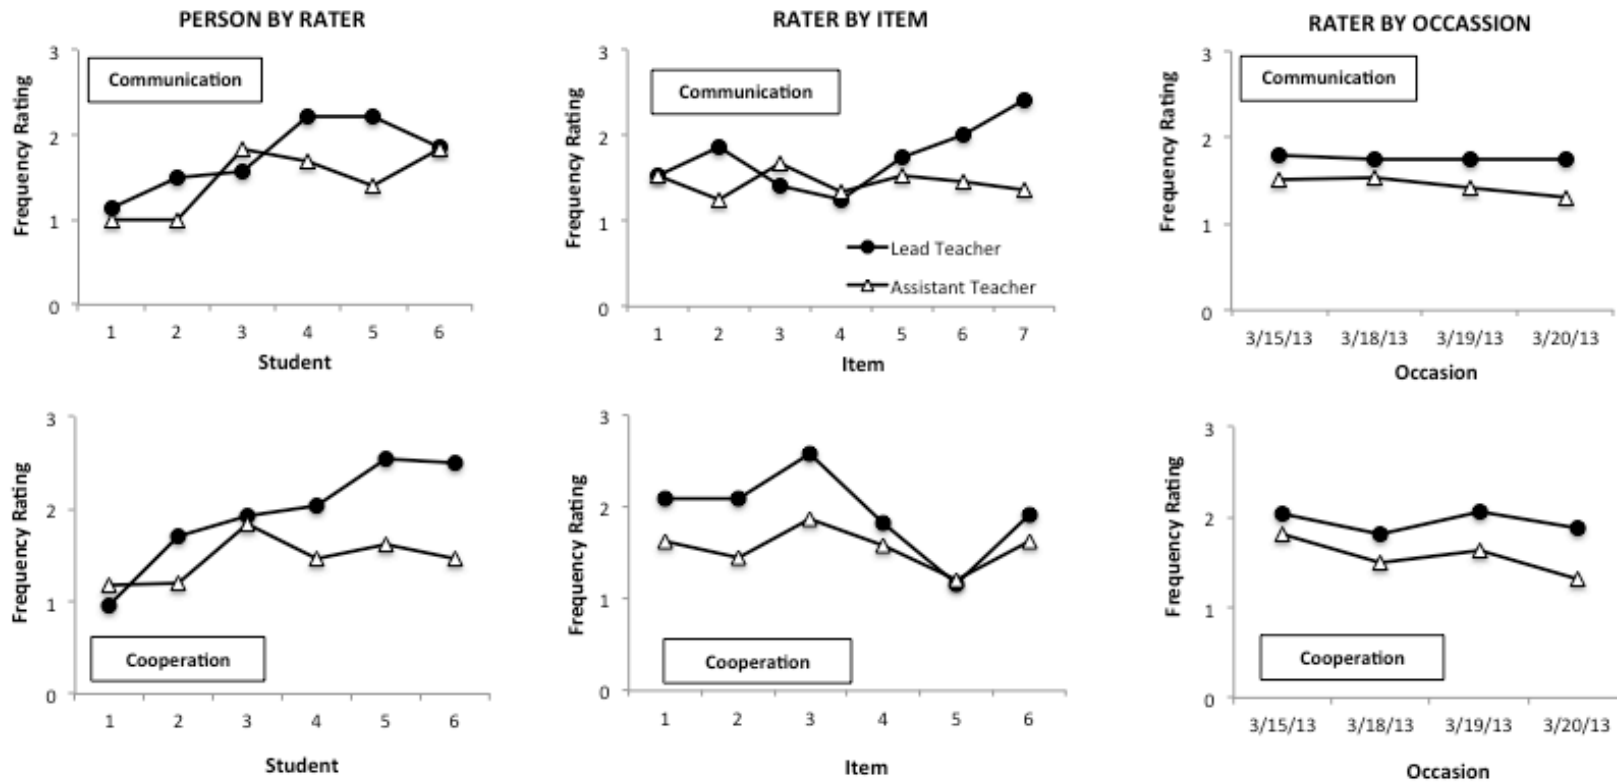 PERSON BY RATER
RATER BY ITEM
RATER BY OCCASSION
Frequency Rating
3
2
1
0
Communication
1 2 3 4 5 6
Student
Frequency Rating
3
2
1
0
Communication
Lead Teacher
Assistant Teacher
1 2 3 4 5 6 7
Item
Frequency Rating
3
2
1
0
Communication
3/15/13 3/18/13 3/19/13 3/20/13
Occasion
Frequency Rating
3
2
1
0
Cooperation
1 2 3 4 5 6
Student
Frequency Rating
3
2
1
0
Cooperation
1 2 3 4 5 6
Item
Frequency Rating
3
2
1
0
Cooperation
3/15/13 3/18/13 3/19/13 3/20/13
Occasion